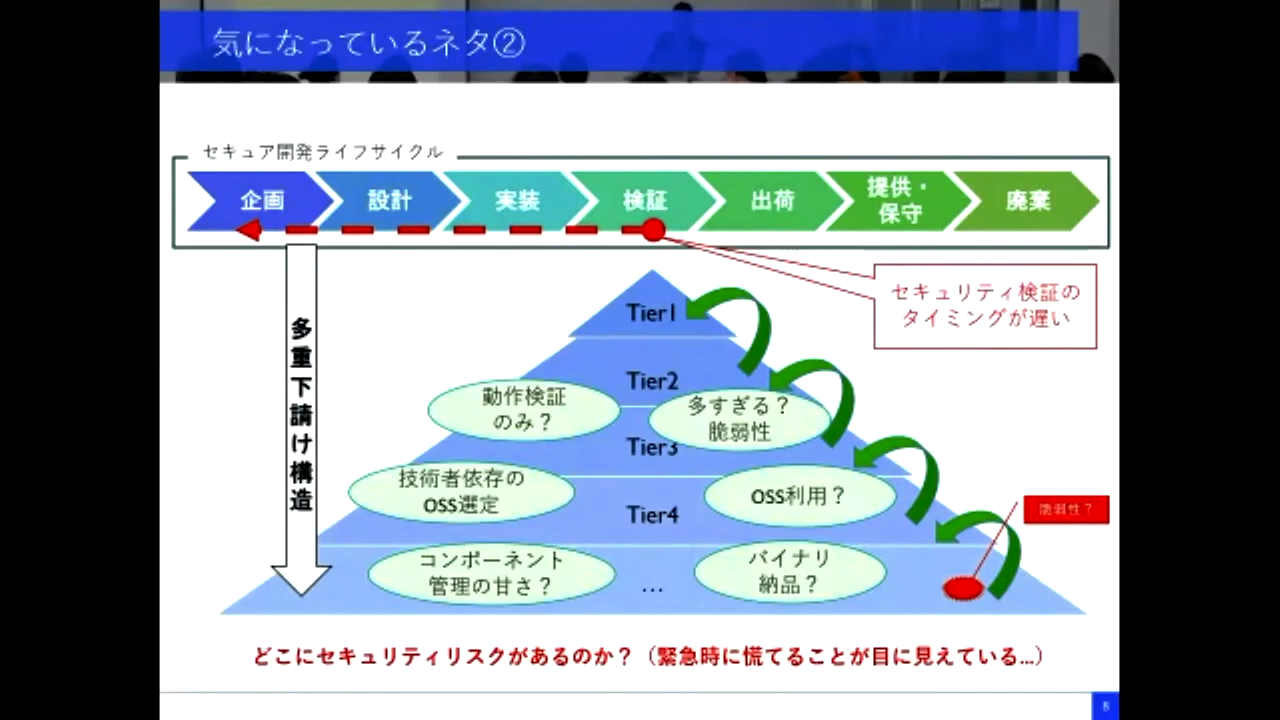 気になっているネタ②
セキュア開発ライフサイクル
企画
設計
実装
検証
出荷
提供・
保守
廃棄
セキュリティ検証の
タイミングが遅い
多重下請け構造
Tier1
Tier2
動作検証
のみ？
多すぎる？
脆弱性
Tier3
技術者依存の
OSS選定
OSS利用？
Tier4
脆弱性？
コンポーネント
管理の甘さ？
…
バイナリ
納品？
どこにセキュリティリスクがあるのか？（緊急時に慌てることが目に見えている…）